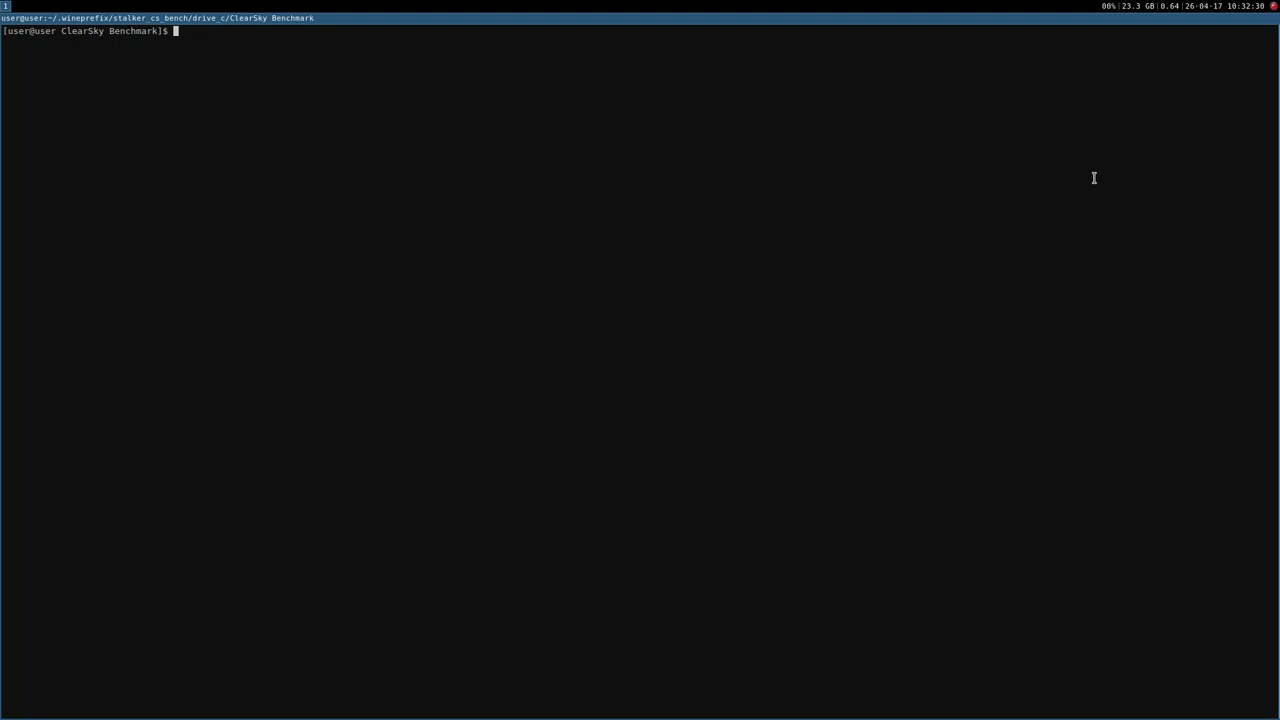 1
00%|23.3 GB|0.64|26-04-17 10:32:30
user@user:~/.wineprefix/stalker_cs_bench/drive_c/ClearSky Benchmark
[user@user ClearSky Benchmark]$